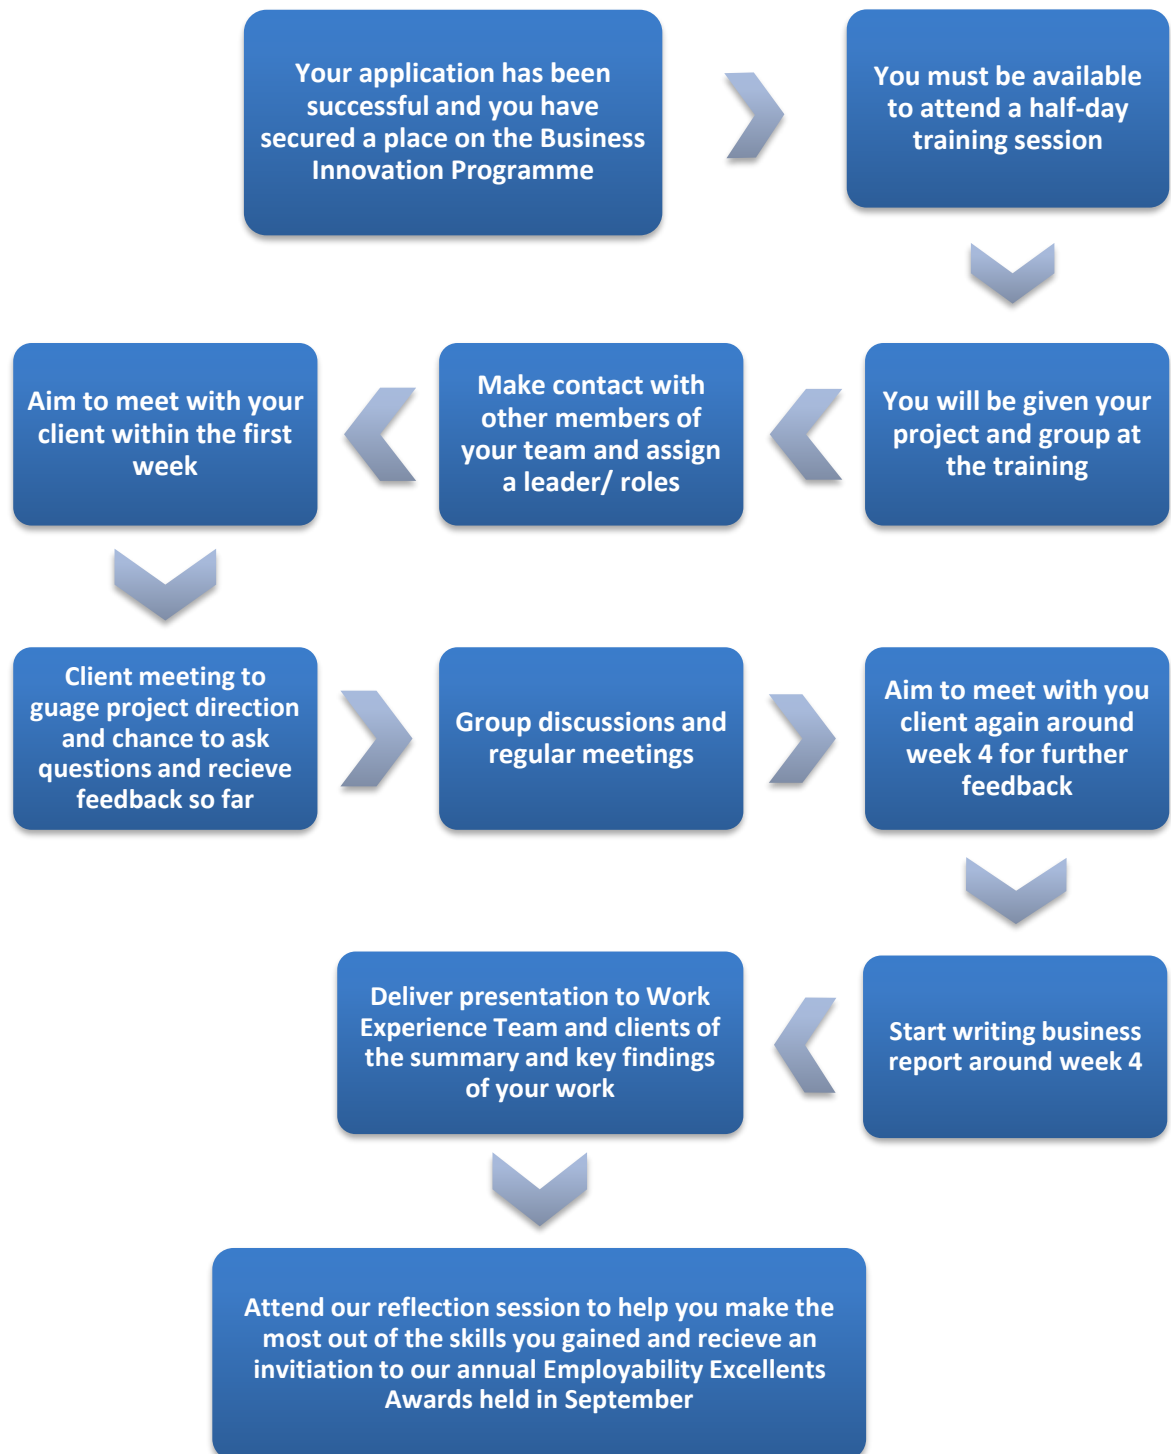 Your application has been
successful and you have
secured a place on the Business
Innovation Programme
You must be available
to attend a half-day
training session
You will be given your
project and group at
the training
Make contact with
other members of
your team and assign
a leader/ roles
Aim to meet with your
client within the first
week
Client meeting to
guage project direction
and chance to ask
questions and recieve
feedback so far
Group discussions and
regular meetings
Aim to meet with you
client again around
week 4 for further
feedback
Start writing business
report around week 4
Deliver presentation to Work
Experience Team and clients of
the summary and key findings
of your work
Attend our reflection session to help you make the
most out of the skills you gained and recieve an
invitiation to our annual Employability Excellents
Awards held in September